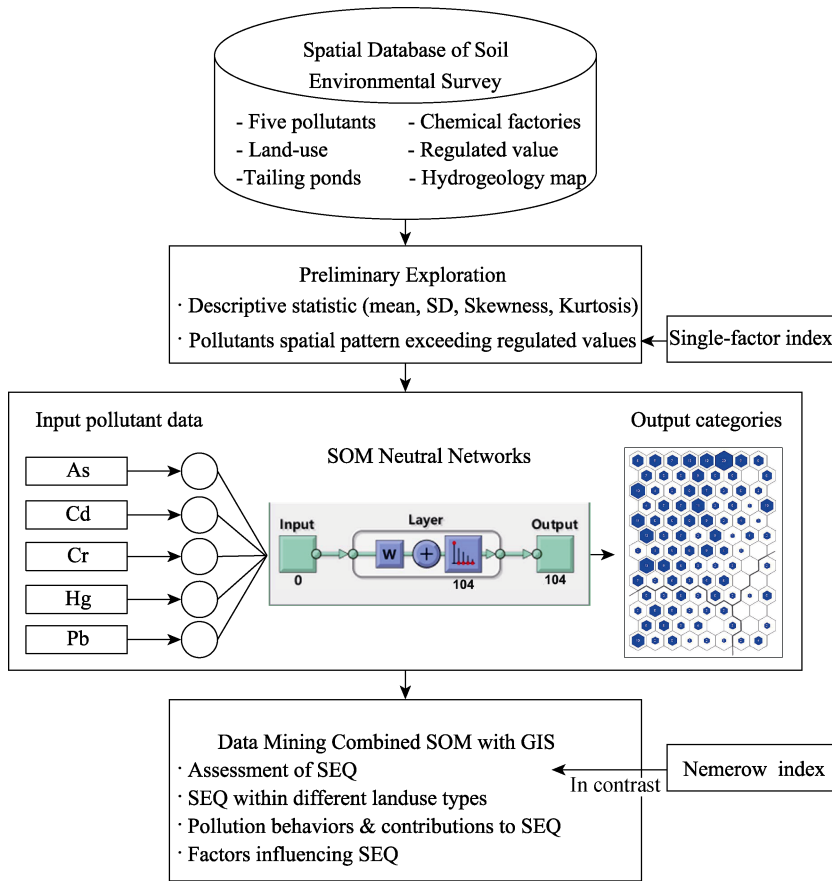 Spatial Database of Soil
Environmental Survey
- Five pollutants
- Chemical factories
- Land-use
- Regulated value
-Tailing ponds
- Hydrogeology map
Preliminary Exploration
· Descriptive statistic (mean, SD, Skewness, Kurtosis)
· Pollutants spatial pattern exceeding regulated values
Single-factor index
Input pollutant data
Output categories
SOM Neutral Networks
As
Cd
Cr
Hg
Pb
Input
0
Layer
W
+
104
Output
104
Data Mining Combined SOM with GIS
· Assessment of SEQ
· SEQ within different landuse types
· Pollution behaviors & contributions to SEQ
· Factors influencing SEQ
In contrast
Nemerow index